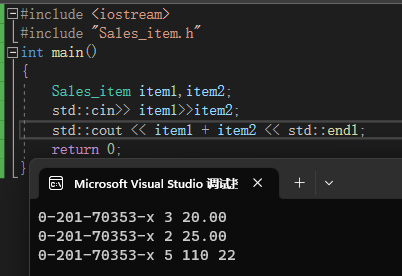 #include <iostream>
#include "Sales_item.h"
int main()
{
Sales_item item1,item2;
std::cin>> item1>>item2;
std::cout << item1 + item2 << std::endl;
return 0;
}
Microsoft Visual Studio 调试
0-201-70353-x 3 20.00
0-201-70353-x 2 25.00
0-201-70353-x 5 110 22